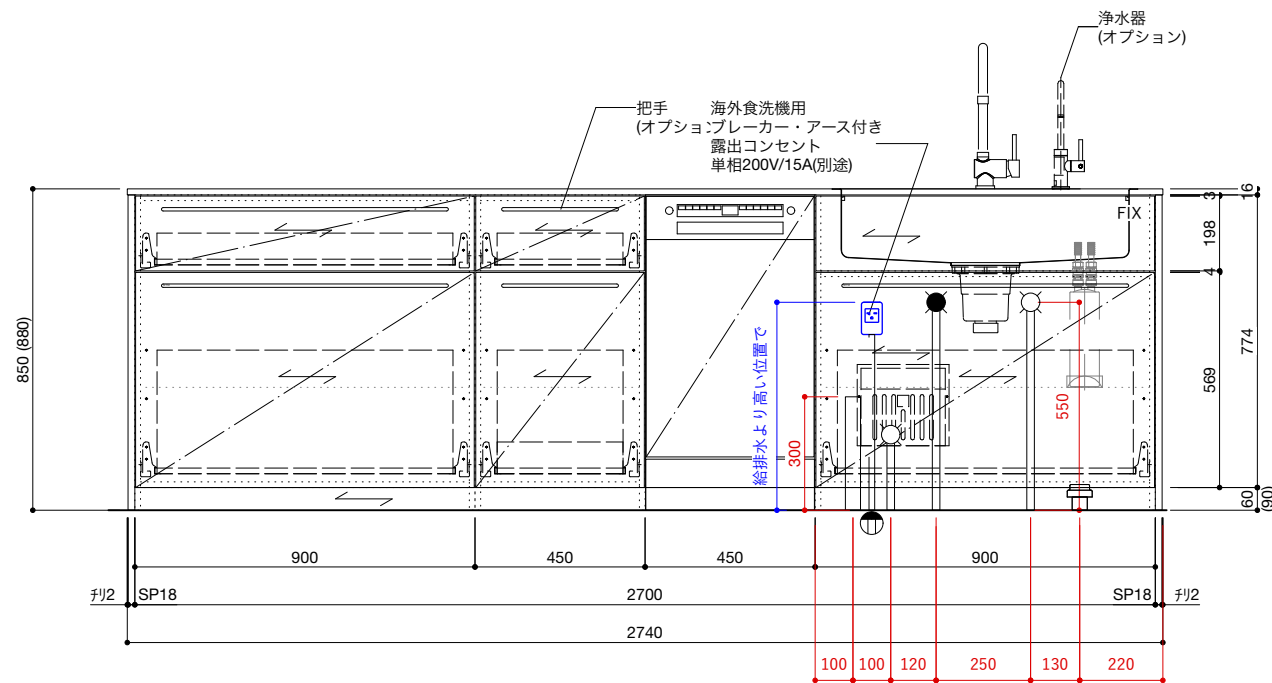 浄水器
(オプション)
把手
(オプション
海外食洗機用
ブレーカー・アース付き
露出コンセント
単相200V/15A(別途)
FIX
16
3
198
4
774
569
60
(90)
850 (880)
給排水より高い位置で
300
550
900
450
450
900
ﾁﾘ2
SP18
2700
SP18
ﾁﾘ2
2740
100
100
120
250
130
220